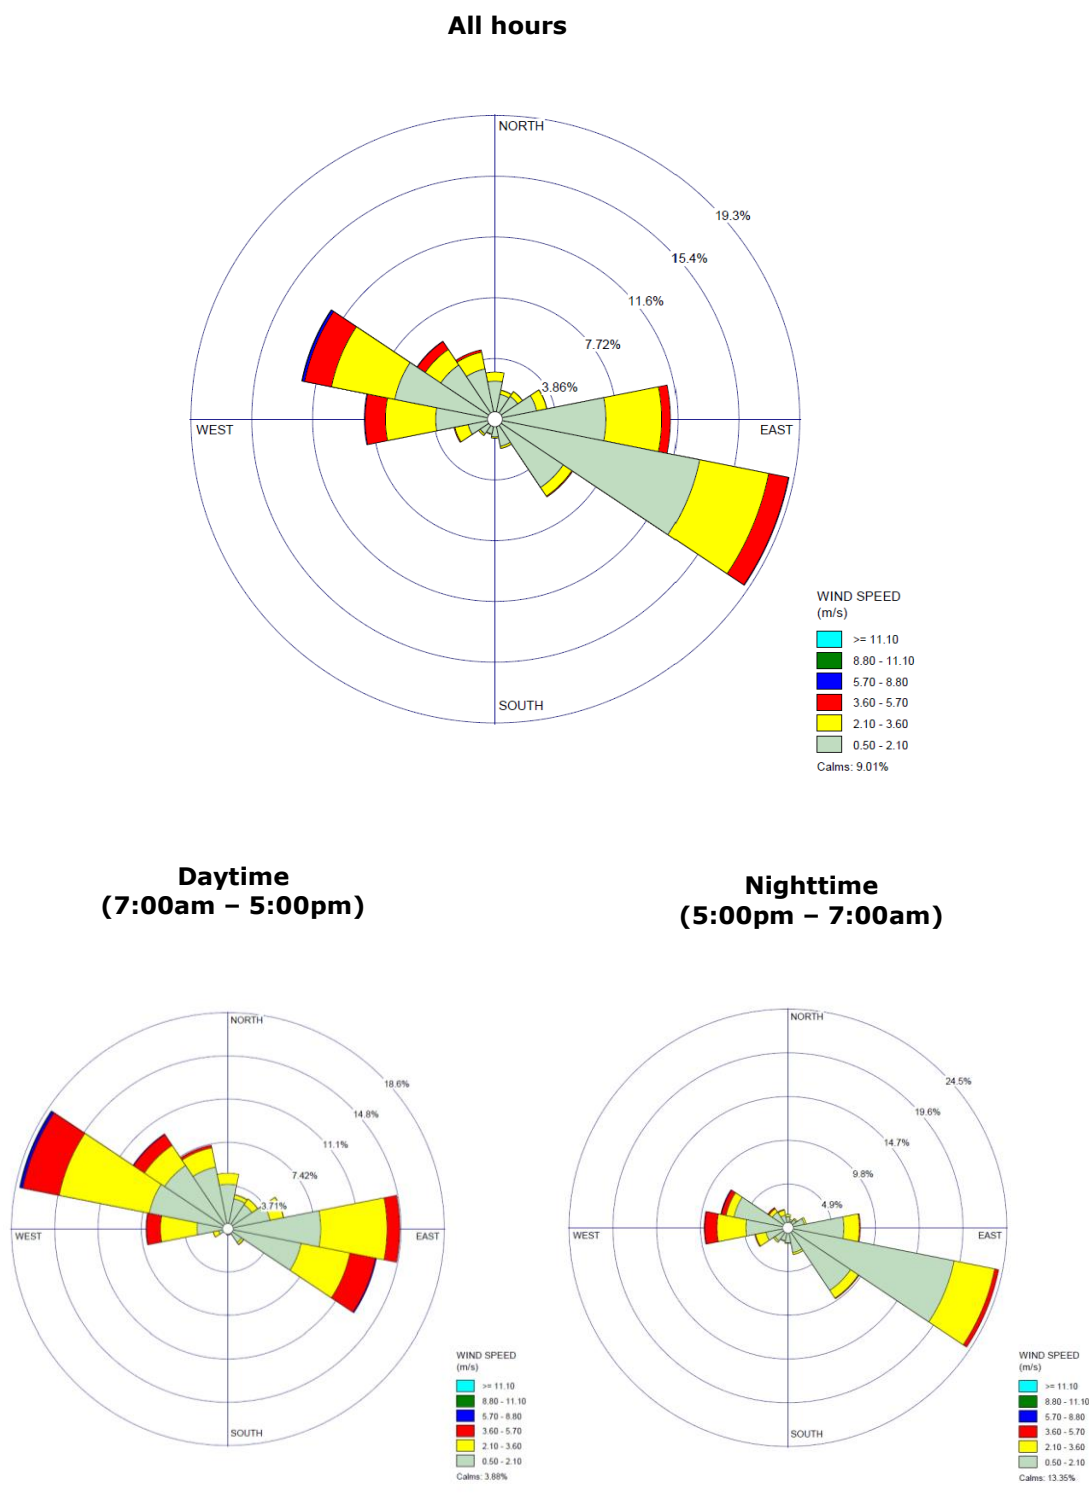 All hours
NORTH
19.3%
15.4%
11.6%
7.72%
3.86%
WEST
EAST
SOUTH
WIND SPEED
(m/s)
>= 11.10
8.80 - 11.10
5.70 - 8.80
3.60 - 5.70
2.10 - 3.60
0.50 - 2.10
Calms: 9.01%
Daytime
(7:00am – 5:00pm)
NORTH
18.6%
14.8%
11.1%
7.42%
3.71%
WEST
EAST
SOUTH
WIND SPEED
(m/s)
>= 11.10
8.80 - 11.10
5.70 - 8.80
3.60 - 5.70
2.10 - 3.60
0.50 - 2.10
Calms: 3.88%
Nighttime
(5:00pm – 7:00am)
NORTH
24.5%
19.6%
14.7%
9.8%
4.9%
WEST
EAST
SOUTH
WIND SPEED
(m/s)
>= 11.10
8.80 - 11.10
5.70 - 8.80
3.60 - 5.70
2.10 - 3.60
0.50 - 2.10
Calms: 13.35%